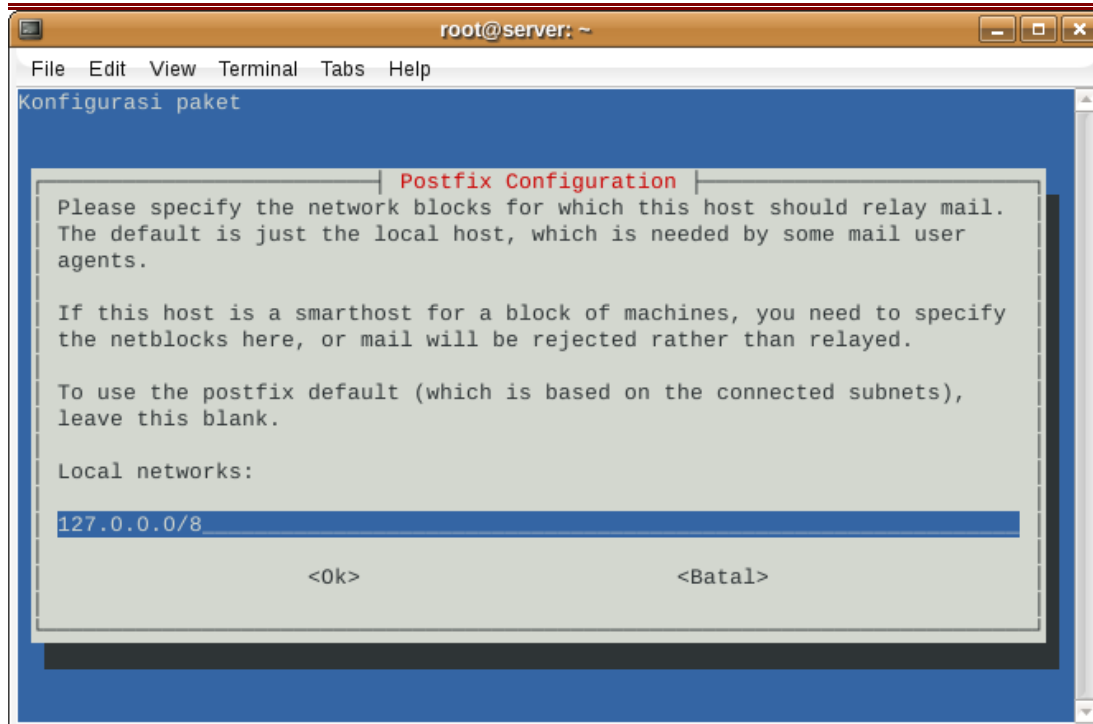 root@server: ~
File Edit View Terminal Tabs Help
Konfigurasi paket
Postfix Configuration
Please specify the network blocks for which this host should relay mail.
The default is just the local host, which is needed by some mail user
agents.
If this host is a smarthost for a block of machines, you need to specify
the netblocks here, or mail will be rejected rather than relayed.
To use the postfix default (which is based on the connected subnets),
leave this blank.
Local networks:
127.0.0.0/8
<Ok> <Batal>